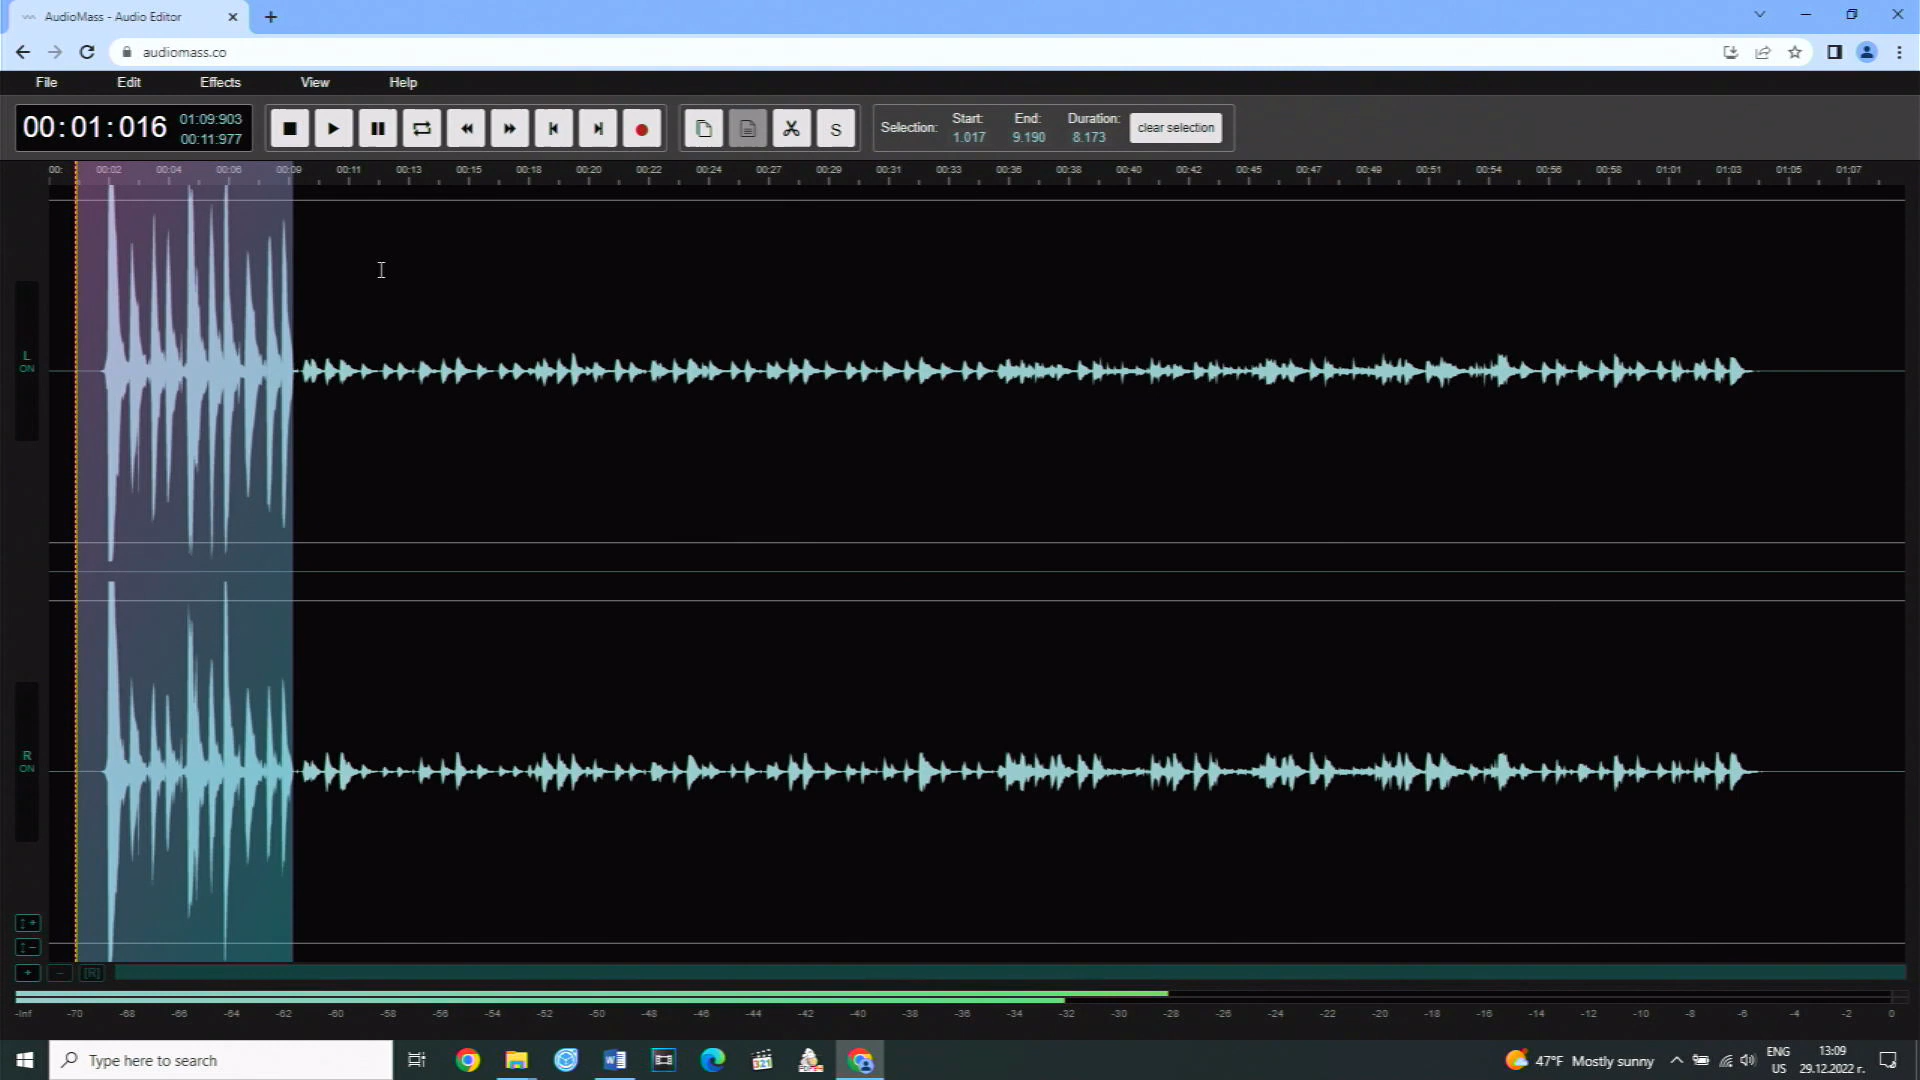 AudioMass - Audio Editor
audiomass.co
File Edit Effects View Help
00:01:016 01:09:903
00:11:977
S
Selection: Start: End: Duration: clear selection
1.017 9.190 8.173
00: 00:02 00:04 00:06 00:09 00:11 00:13 00:15 00:18 00:20 00:22 00:24 00:27 00:29 00:31 00:33 00:36 00:38 00:40 00:42 00:45 00:47 00:49 00:51 00:54 00:56 00:58 01:01 01:03 01:05 01:07
L
ON
R
ON
+ - [R]
-Inf -70 -68 -66 -64 -62 -60 -58 -56 -54 -52 -50 -48 -46 -44 -42 -40 -38 -36 -34 -32 -30 -28 -26 -24 -22 -20 -18 -16 -14 -12 -10 -8 -6 -4 -2 0
Type here to search
47°F Mostly sunny
ENG
US
13:09
29.12.2022 г.